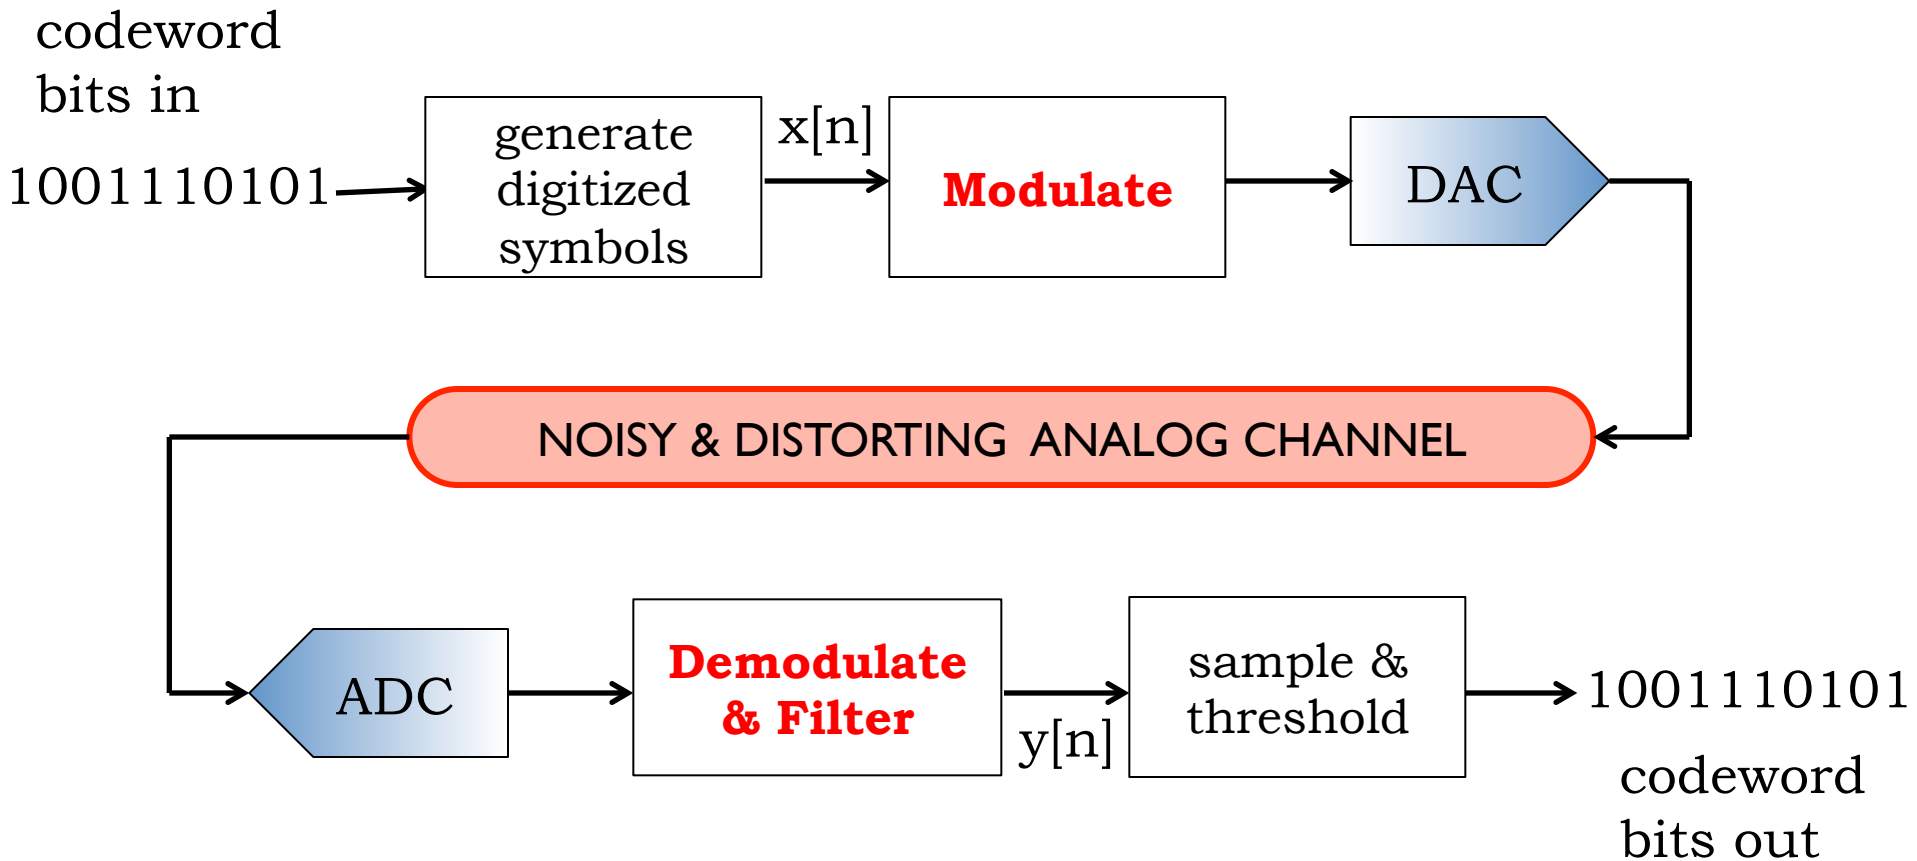 codeword
bits in
1001110101
generate
digitized
symbols
x[n]
Modulate
DAC
NOISY & DISTORTING ANALOG CHANNEL
ADC
Demodulate
& Filter
y[n]
sample &
threshold
1001110101
codeword
bits out